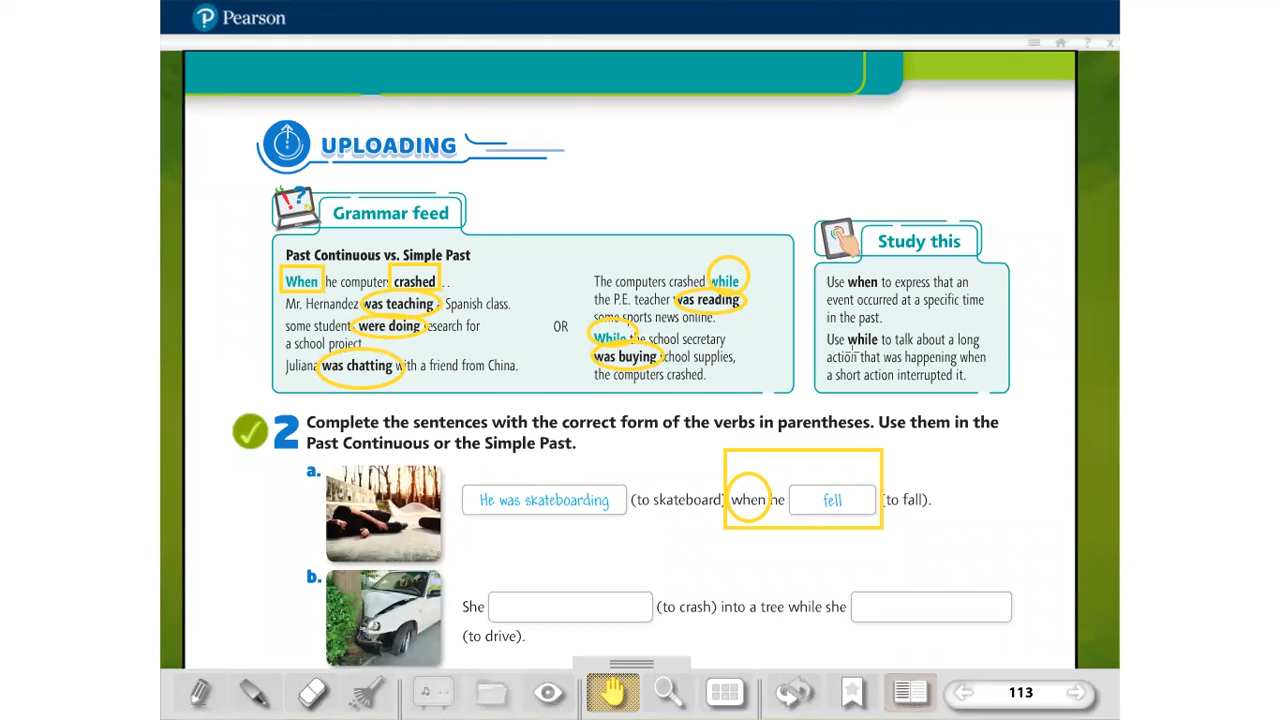 Pearson
UPLOADING
Grammar feed
Past Continuous vs. Simple Past
When the computers crashed...
Mr. Hernandez was teaching a Spanish class.
some students were doing research for
a school project.
Juliana was chatting with a friend from China.
OR
The computers crashed while
the P.E. teacher was reading
some sports news online.
While the school secretary
was buying school supplies,
the computers crashed.
Study this
Use when to express that an
event occurred at a specific time
in the past.
Use while to talk about a long
action that was happening when
a short action interrupted it.
2 Complete the sentences with the correct form of the verbs in parentheses. Use them in the
Past Continuous or the Simple Past.
a.
He was skateboarding (to skateboard) when he fell (to fall).
b.
She (to crash) into a tree while she
(to drive).
113